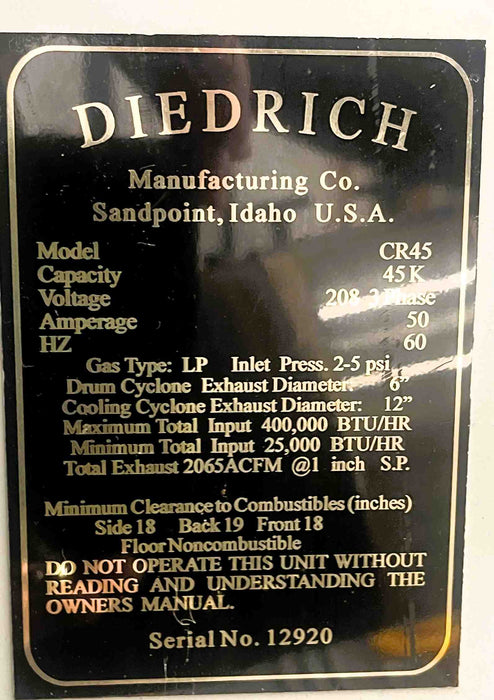 DIEDRICH
Manufacturing Co.
Sandpoint, Idaho U.S.A.
Model CR45
Capacity 45 K
Voltage 208-3 Phase
Amperage 50
HZ 60
Gas Type: LP Inlet Press. 2-5 psi
Drum Cyclone Exhaust Diameter: 6”
Cooling Cyclone Exhaust Diameter: 12”
Maximum Total Input 400,000 BTU/HR
Minimum Total Input 25,000 BTU/HR
Total Exhaust 2065ACFM @1 inch S.P.
Minimum Clearance to Combustibles (inches)
Side 18 Back 19 Front 18
Floor Noncombustible
DO NOT OPERATE THIS UNIT WITHOUT
READING AND UNDERSTANDING THE
OWNERS MANUAL.
Serial No. 12920